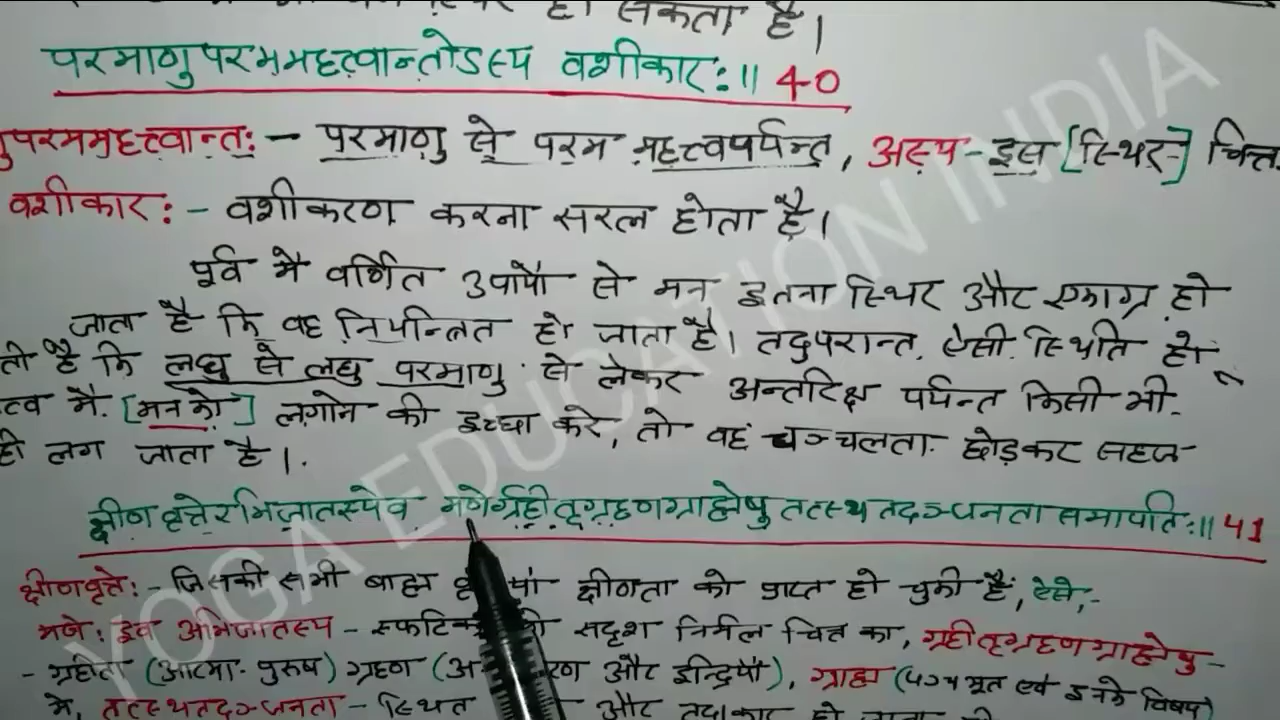 हो सकता है।
परमाणुपरममहत्त्वान्तोऽस्य वशीकारः॥ 40
णुपरममहत्त्वान्तः - परमाणु से परम महत्त्वपर्यन्त, अस्य - इस [स्थिर-] चित्त
वशीकारः - वशीकरण करना सरल होता है।
पूर्व मे वर्णित उपायों से मन इतना स्थिर और एकाग्र हो
जाता है कि वह नियन्त्रित हो जाता है। तदुपरान्त, ऐसी स्थिति हो
ती है कि लघु से लघु परमाणु से लेकर अन्तरिक्ष पर्यन्त किसी भी
त्व मे. [मन को] लगाने की इच्छा करे, तो वह चञ्चलता छोड़कर सहज
ही लग जाता है।
क्षीणवृत्तेरभिजातस्येव मणेर्ग्रहीतृग्रहणग्राह्येषु तत्स्थतदञ्जनता समापत्तिः॥ 41
क्षीणवृत्तेः - जिसकी सभी बाह्य क्षीणता को प्राप्त हो चुकी हैं, ऐसे,-
मणेः इव अभिजातस्य - सदृश निर्मल चित्त का, ग्रहीतृग्रहणग्राह्येषु -
- ग्रहीता (आत्मा- पुरुष) ग्रहण ( और इन्द्रियाँ), ग्राह्य (पञ्चभूत एवं इनके विषय)
मे, तत्स्थतदञ्जनता - स्थित और तदाकार हो जाना
YOGA EDUCATION INDIA